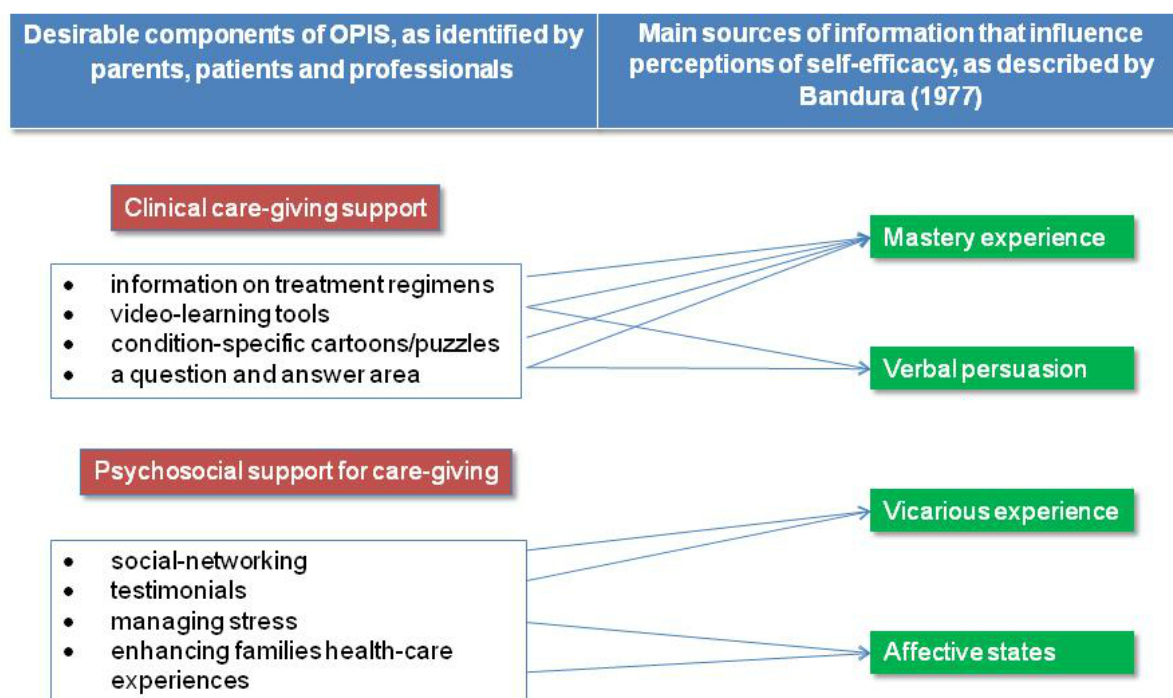 Desirable components of OPIS, as identified by
parents, patients and professionals
Main sources of information that influence
perceptions of self-efficacy, as described by
Bandura (1977)
Clinical care-giving support
• information on treatment regimens
• video-learning tools
• condition-specific cartoons/puzzles
• a question and answer area
Mastery experience
Verbal persuasion
Psychosocial support for care-giving
• social-networking
• testimonials
• managing stress
• enhancing families health-care
experiences
Vicarious experience
Affective states